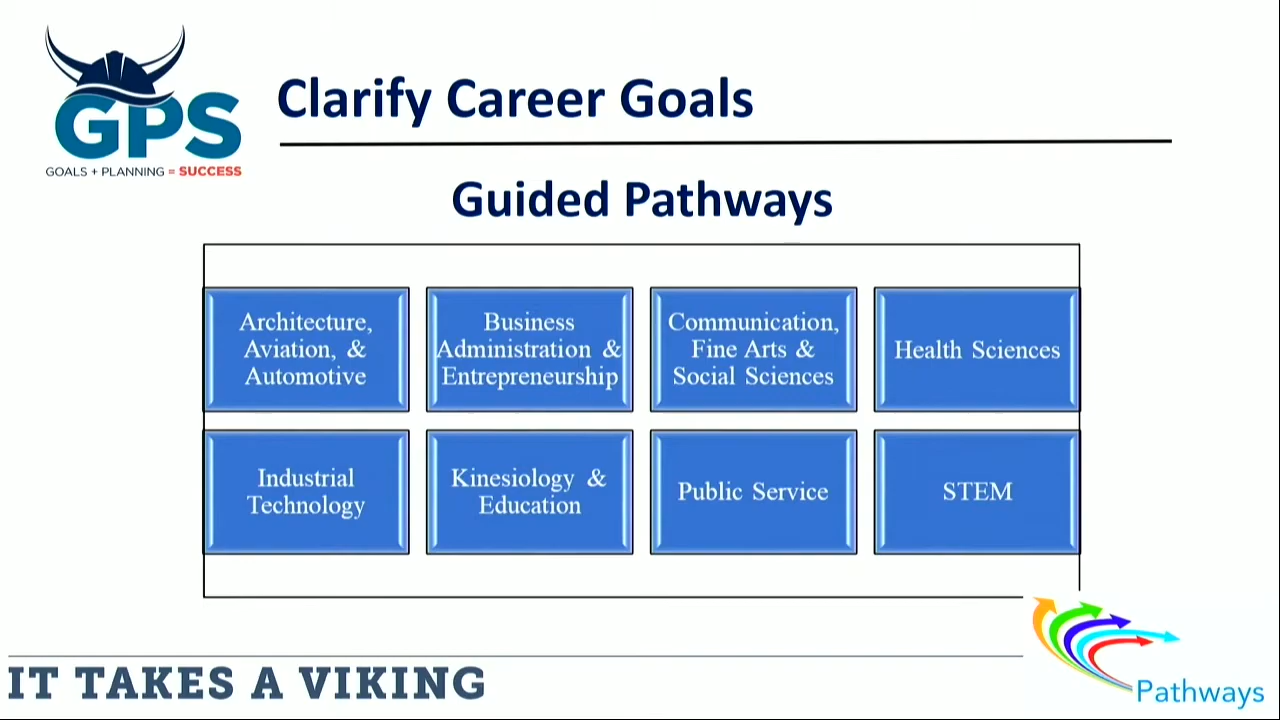 GPS
GOALS + PLANNING = SUCCESS
Clarify Career Goals
Guided Pathways
Architecture,
Aviation, &
Automotive
Business
Administration &
Entrepreneurship
Communication,
Fine Arts &
Social Sciences
Health Sciences
Industrial
Technology
Kinesiology &
Education
Public Service
STEM
IT TAKES A VIKING
Pathways